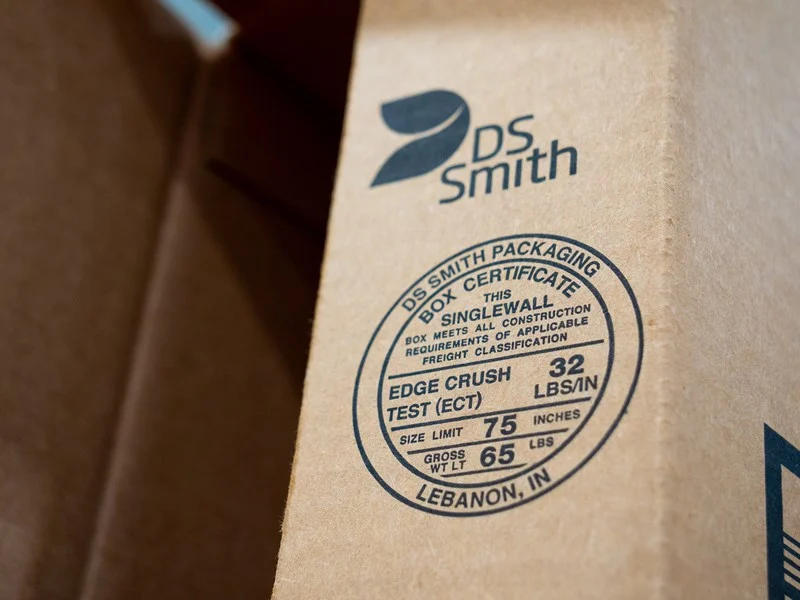 DS
Smith
DS SMITH PACKAGING
BOX CERTIFICATE
THIS
SINGLEWALL
BOX MEETS ALL CONSTRUCTION
REQUIREMENTS OF APPLICABLE
FREIGHT CLASSIFICATION
EDGE CRUSH
TEST (ECT)
32
LBS/IN
SIZE LIMIT 75 INCHES
GROSS
WT LT
65 LBS
LEBANON, IN